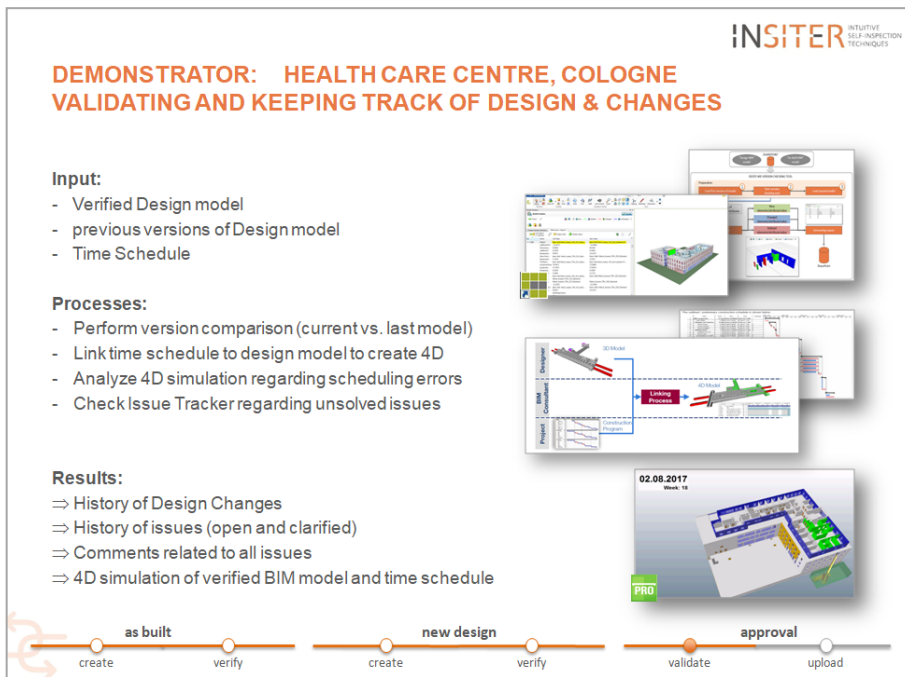 INSITER
INTUITIVE
SELF-INSPECTION
TECHNIQUES
DEMONSTRATOR: HEALTH CARE CENTRE, COLOGNE
VALIDATING AND KEEPING TRACK OF DESIGN & CHANGES
Input:
- Verified Design model
- previous versions of Design model
- Time Schedule
Processes:
- Perform version comparison (current vs. last model)
- Link time schedule to design model to create 4D
- Analyze 4D simulation regarding scheduling errors
Check Issue Tracker regarding unsolved issues
Results:
⇒ History of Design Changes
⇒ History of issues (open and clarified)
⇒ Comments related to all issues
⇒ 4D simulation of verified BIM model and time schedule
Designer
BIM
Consultant
Project
3D Model
Linking
Process
4D Model
Construction
Program
02.08.2017
Week: 18
PRO
as built
new design
approval
create
verify
create
verify
validate
upload